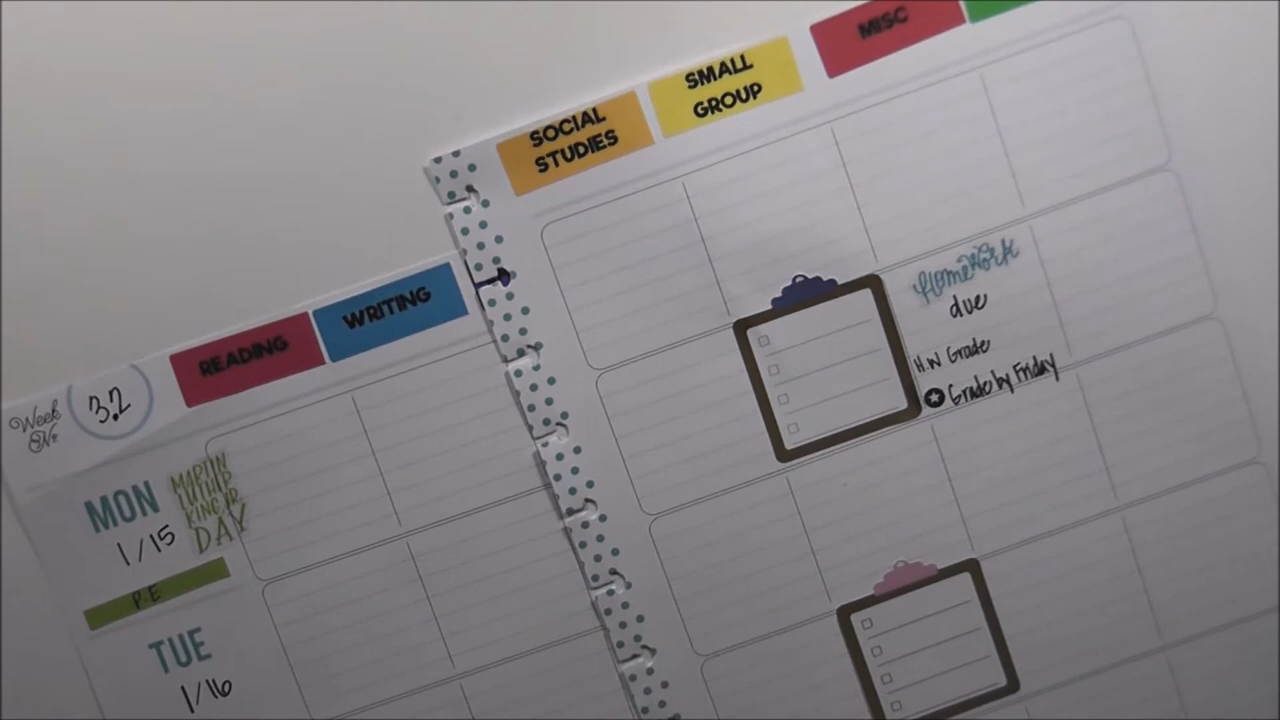 MISC
SMALL
GROUP
SOCIAL
STUDIES
WRITING
READING
Week
Nº
32
MON
1/15
MARTIN
LUTHER
KING JR.
DAY
P.E
TUE
1/16
HOMEWORK
due
H.W Grade
Grade by Friday